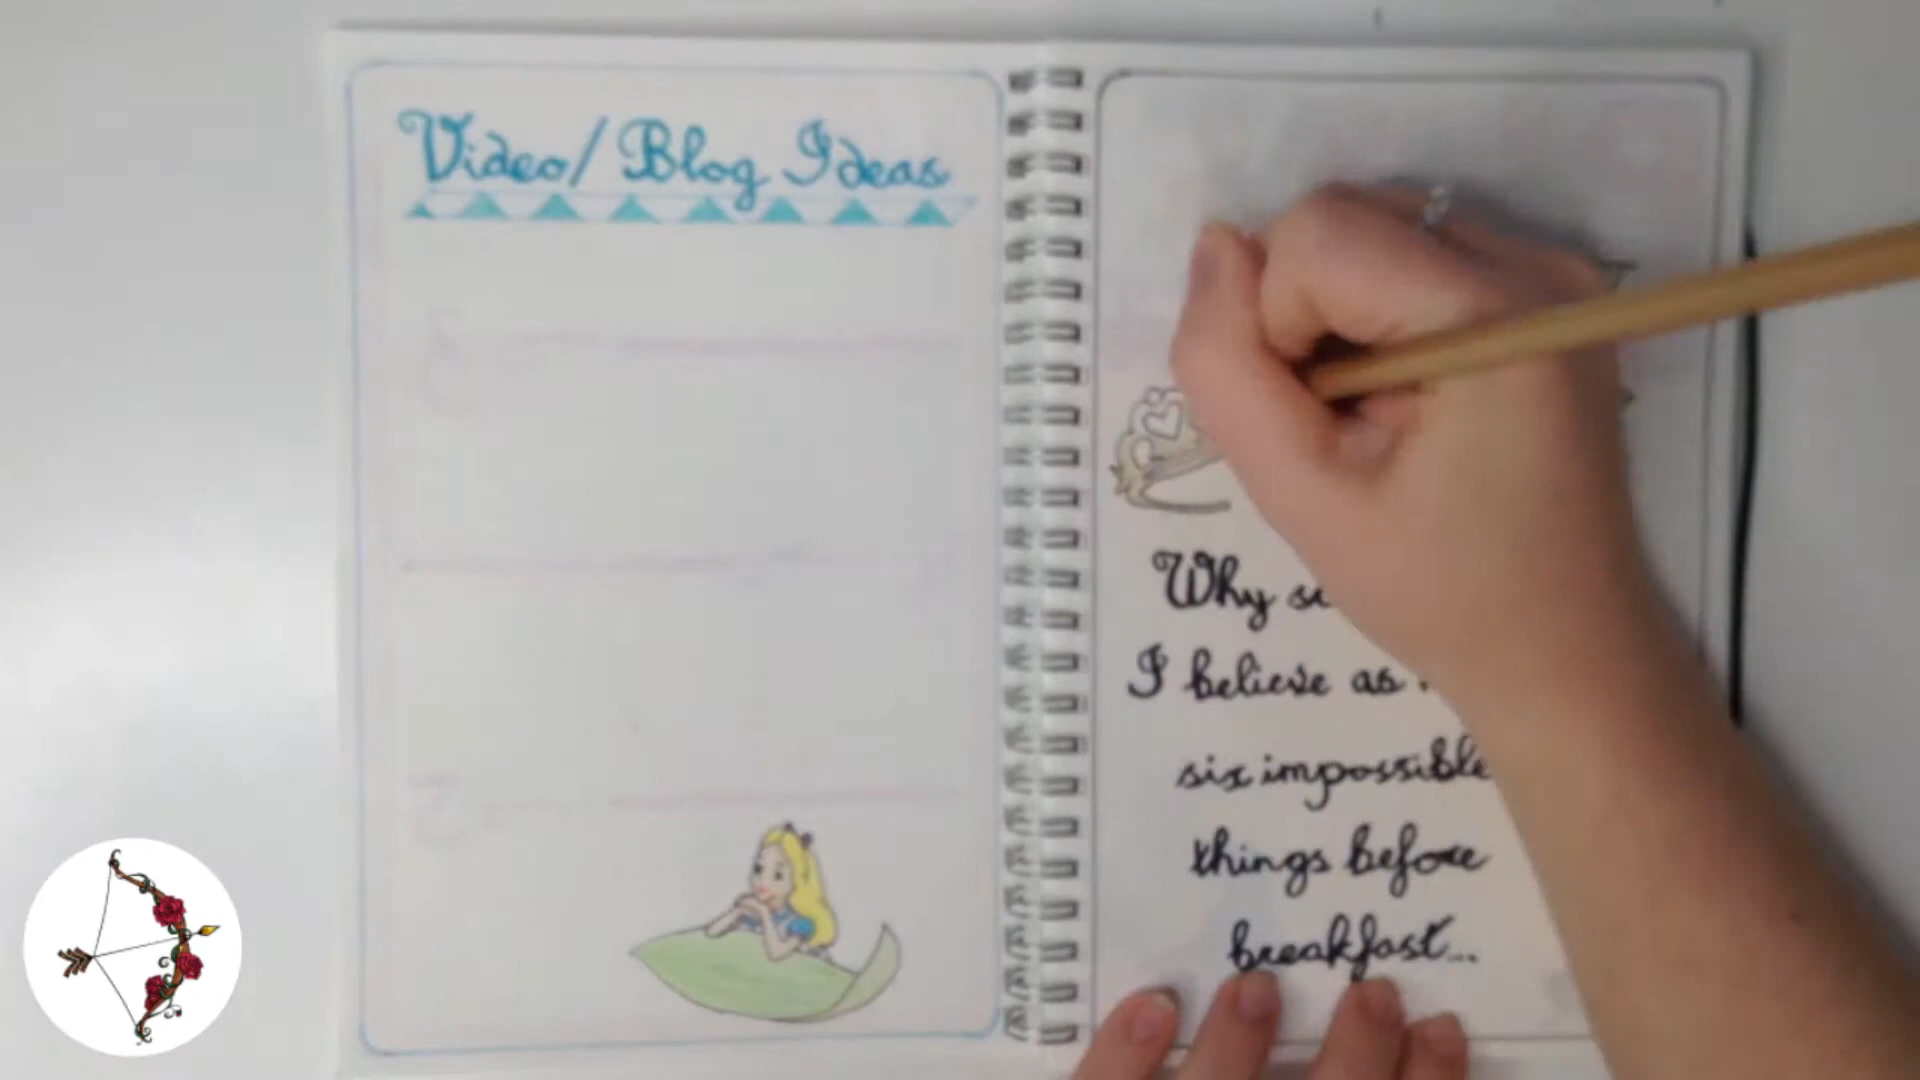 Video/Blog Ideas
Why
I believe as
six impossible
things before
breakfast...